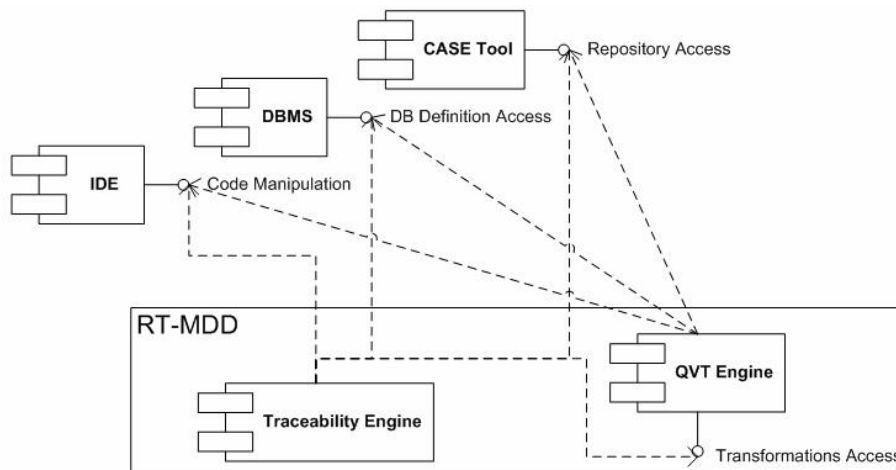 CASE Tool
Repository Access
DBMS
DB Definition Access
IDE
Code Manipulation
RT-MDD
QVT Engine
Traceability Engine
Transformations Access